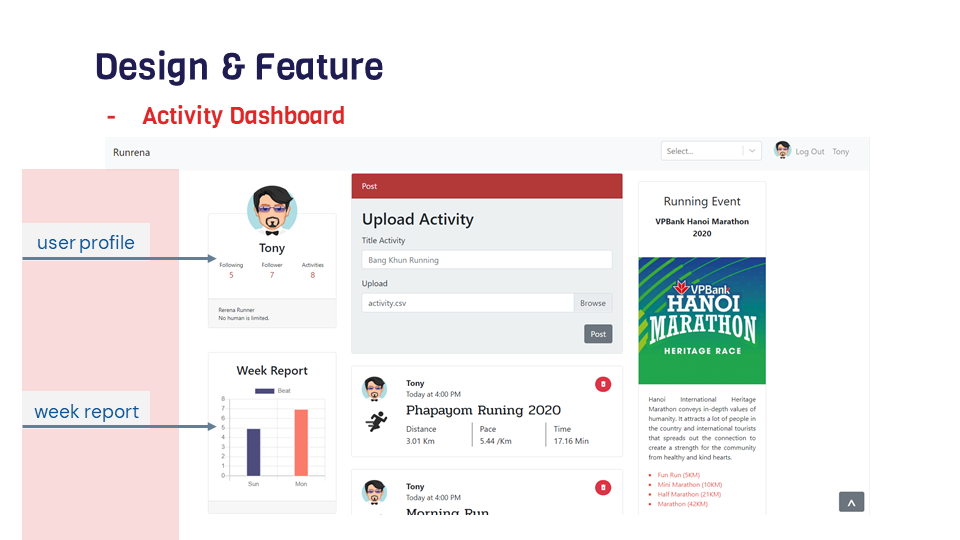 Design & Feature
- Activity Dashboard
Runrena
Select...
Log Out
Tony
user profile
Tony
Following
Follower
Activities
5
7
8
Rerena Runner
No human is limited.
week report
Week Report
Beat
8
7
6
5
4
3
2
1
0
Sun
Mon
Post
Upload Activity
Title Activity
Bang Khun Running
Upload
activity.csv
Browse
Post
Tony
Today at 4:00 PM
Phapayom Runing 2020
Distance
Pace
Time
3.01 Km
5.44 /Km
17.16 Min
Tony
Today at 4:00 PM
Morning Run
Running Event
VPBank Hanoi Marathon
2020
VPBank
HANOI
MARATHON
HERITAGE RACE
Hanoi International Heritage
Marathon conveys in-depth values of
humanity. It attracts a lot of people in
the country and international tourists
that spreads out the connection to
create a strength for the community
from healthy and kind hearts.
Fun Run (5KM)
Mini Marathon (10KM)
Half Marathon (21KM)
Marathon (42KM)